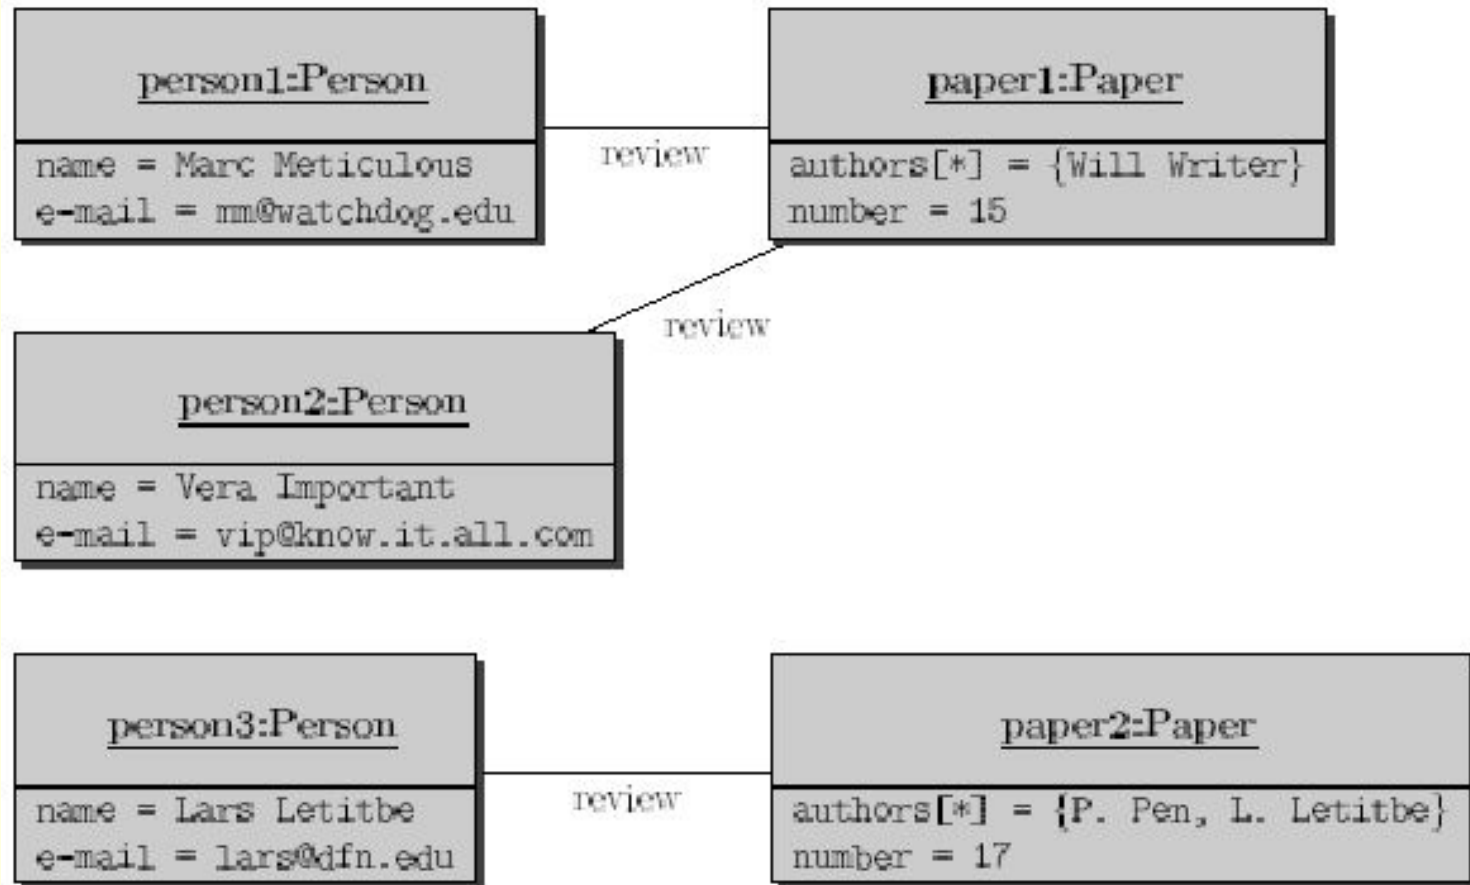 person1:Person
name = Marc Meticulous
e-mail = mm@watchdog.edu
review
paper1:Paper
authors[*] = {Will Writer}
number = 15
review
person2:Person
name = Vera Important
e-mail = vip@know.it.all.com
person3:Person
name = Lars Letitbe
e-mail = lars@dfn.edu
review
paper2:Paper
authors[*] = {P. Pen, L. Letitbe}
number = 17